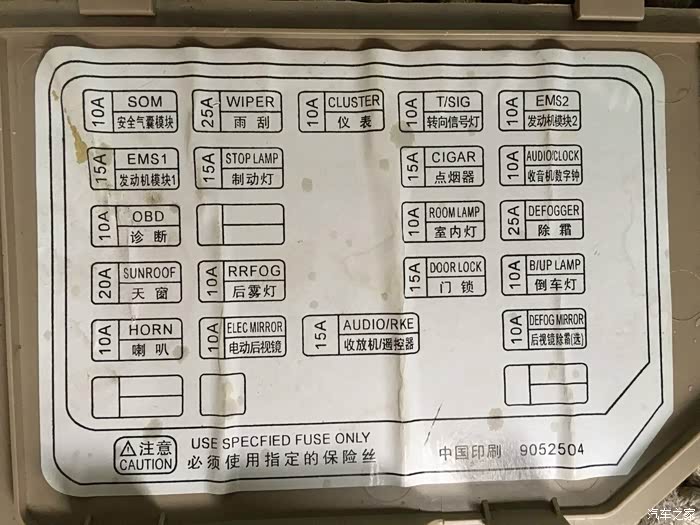 10A SOM 安全气囊模块
25A WIPER 雨刮
10A CLUSTER 仪表
10A T/SIG 转向信号灯
10A EMS2 发动机模块2
15A EMS1 发动机模块1
15A STOP LAMP 制动灯
15A CIGAR 点烟器
10A AUDIO/CLOCK 收音机/数字钟
10A OBD 诊断
10A ROOM LAMP 室内灯
25A DEFOGGER 除霜
20A SUNROOF 天窗
10A RRFOG 后雾灯
15A DOOR LOCK 门锁
10A B/UP LAMP 倒车灯
10A HORN 喇叭
10A ELEC MIRROR 电动后视镜
15A AUDIO/RKE 收放机/遥控器
10A DEFOG MIRROR 后视镜除霜(选)
注意 CAUTION
USE SPECFIED FUSE ONLY
必须使用指定的保险丝
中国印刷 9052504
汽车之家